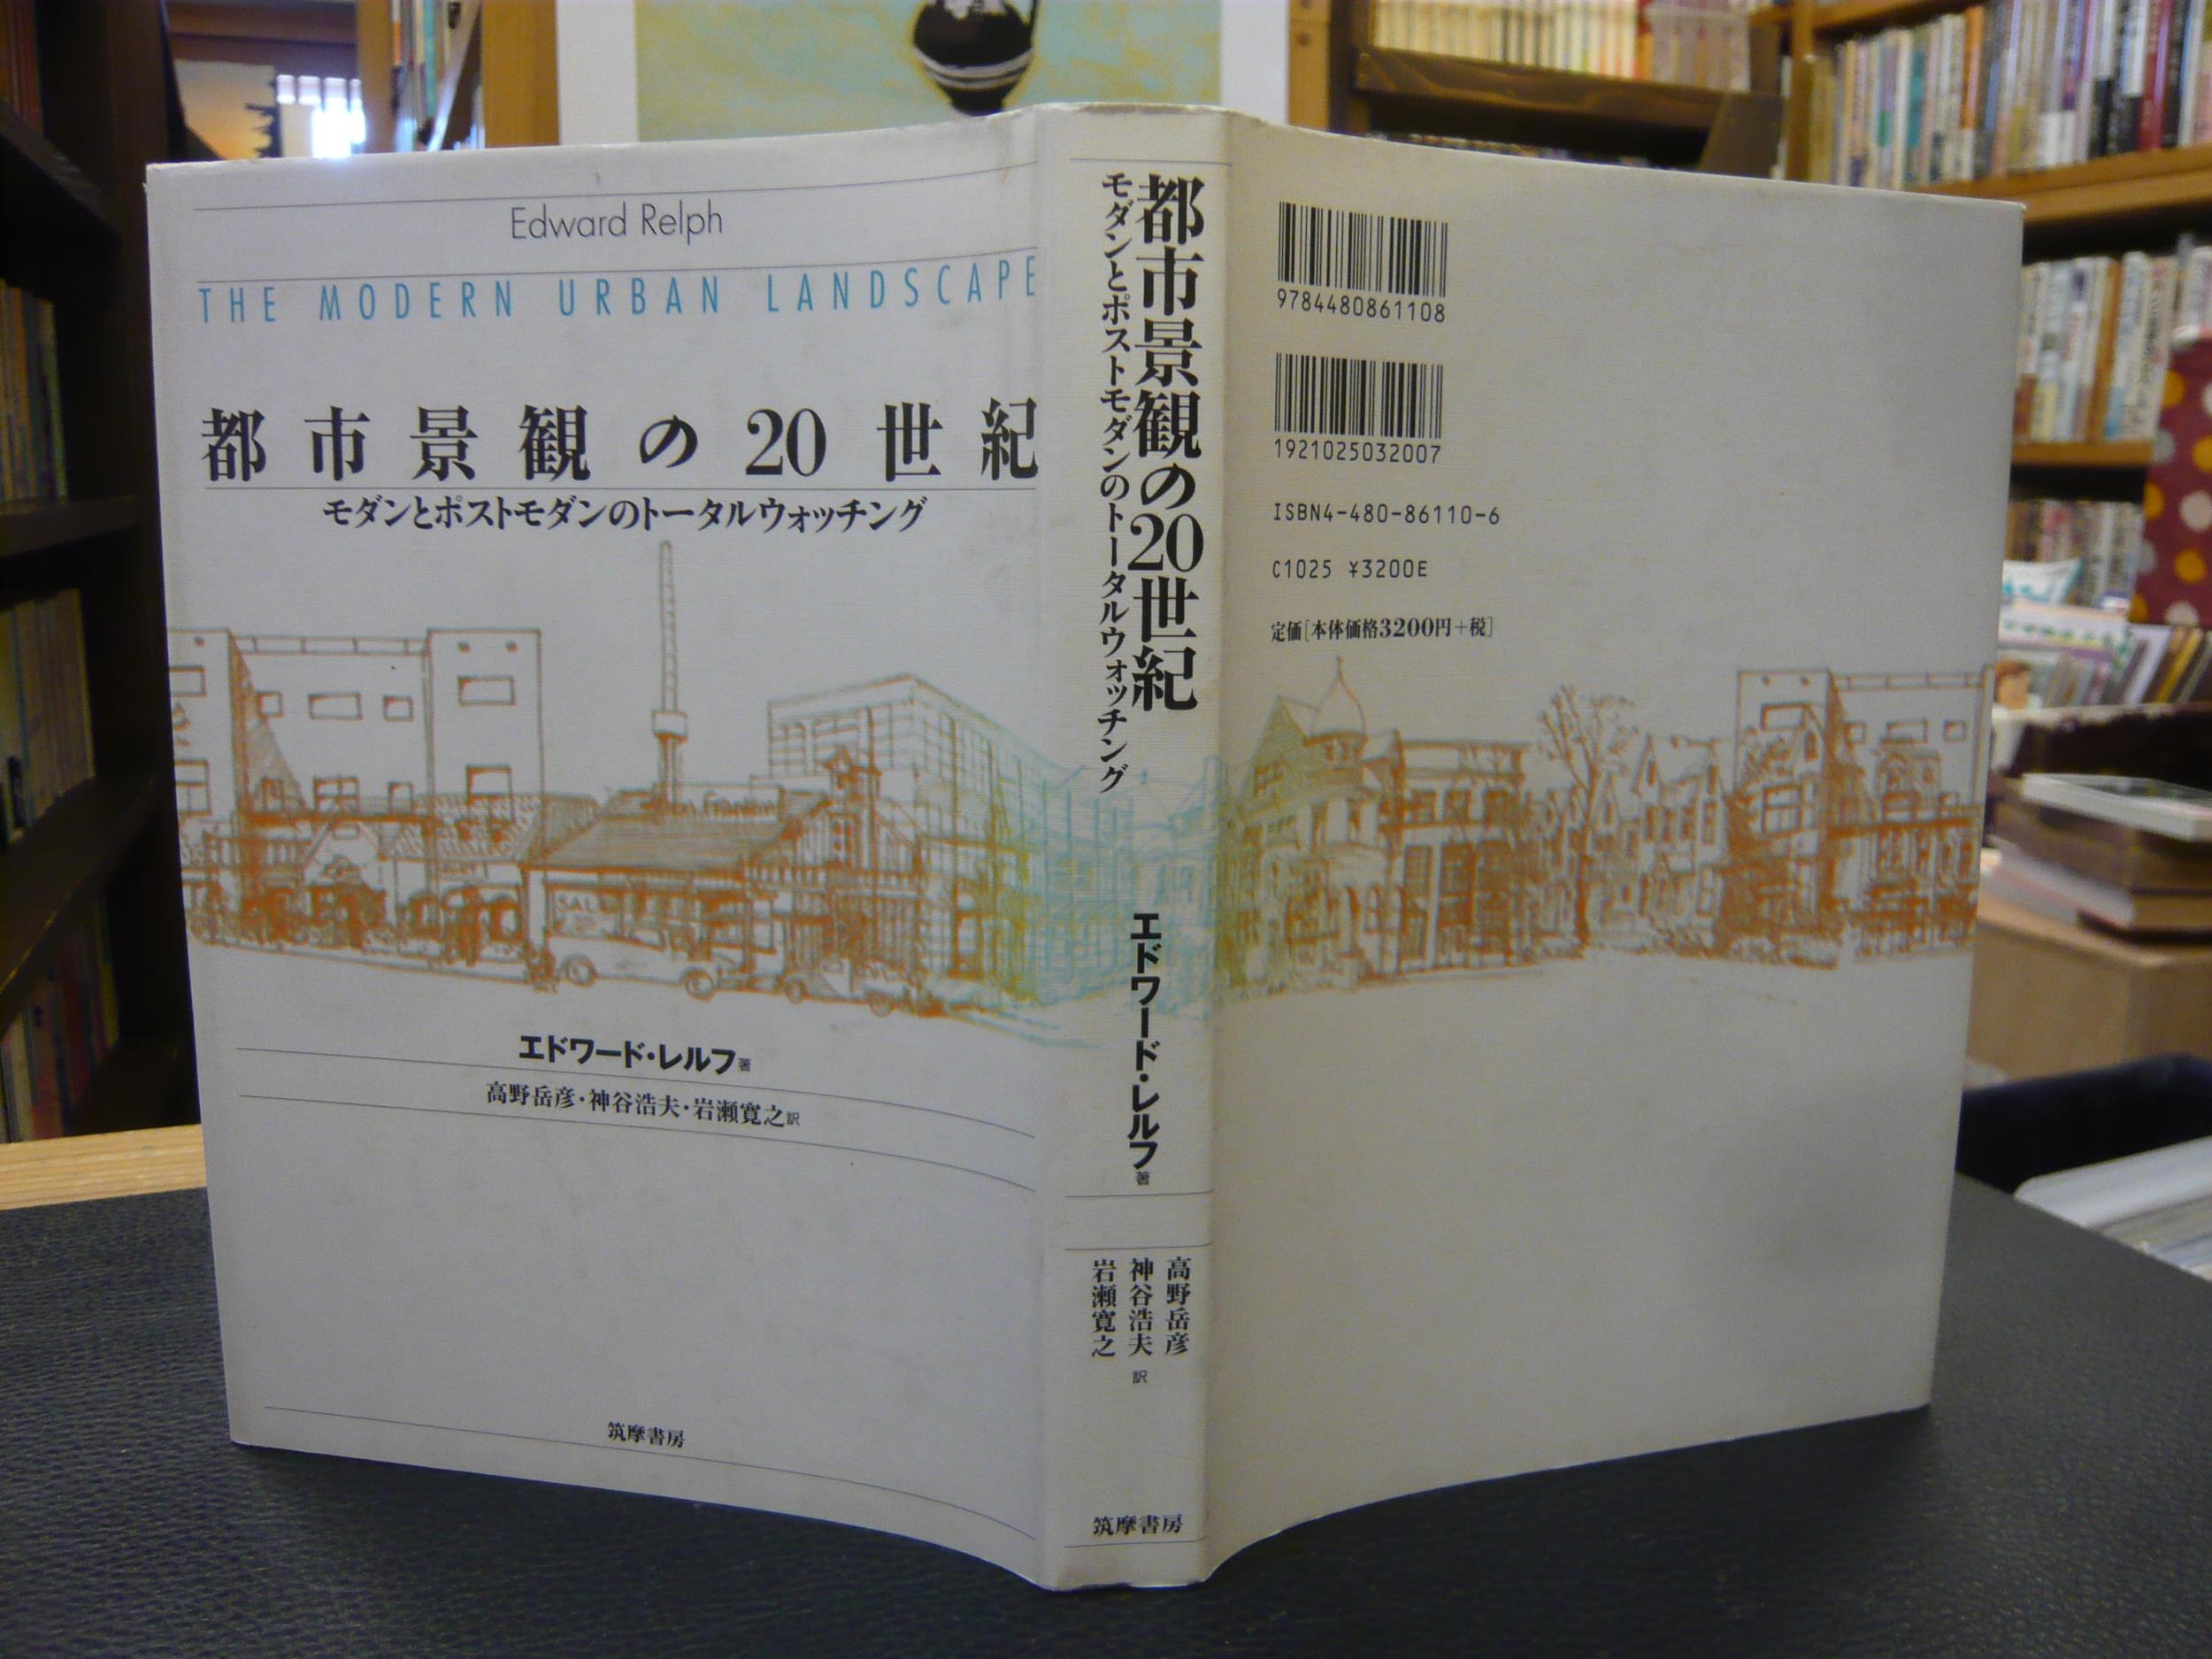 Edward Relph
THE MODERN URBAN LANDSCAPE
都市景観の20世紀
モダンとポストモダンのトータルウォッチング
SAL
エドワード・レルフ著
高野岳彦・神谷浩夫・岩瀬寛之訳
筑摩書房
都市景観の20世紀
モダンとポストモダンのトータルウォッチング
エドワード・レルフ著
高野岳彦
神谷浩夫訳
岩瀬寛之
筑摩書房
9784480861108
1921025032007
ISBN4-480-86110-6
C1025 ¥3200E
定価[本体価格3200円+税]